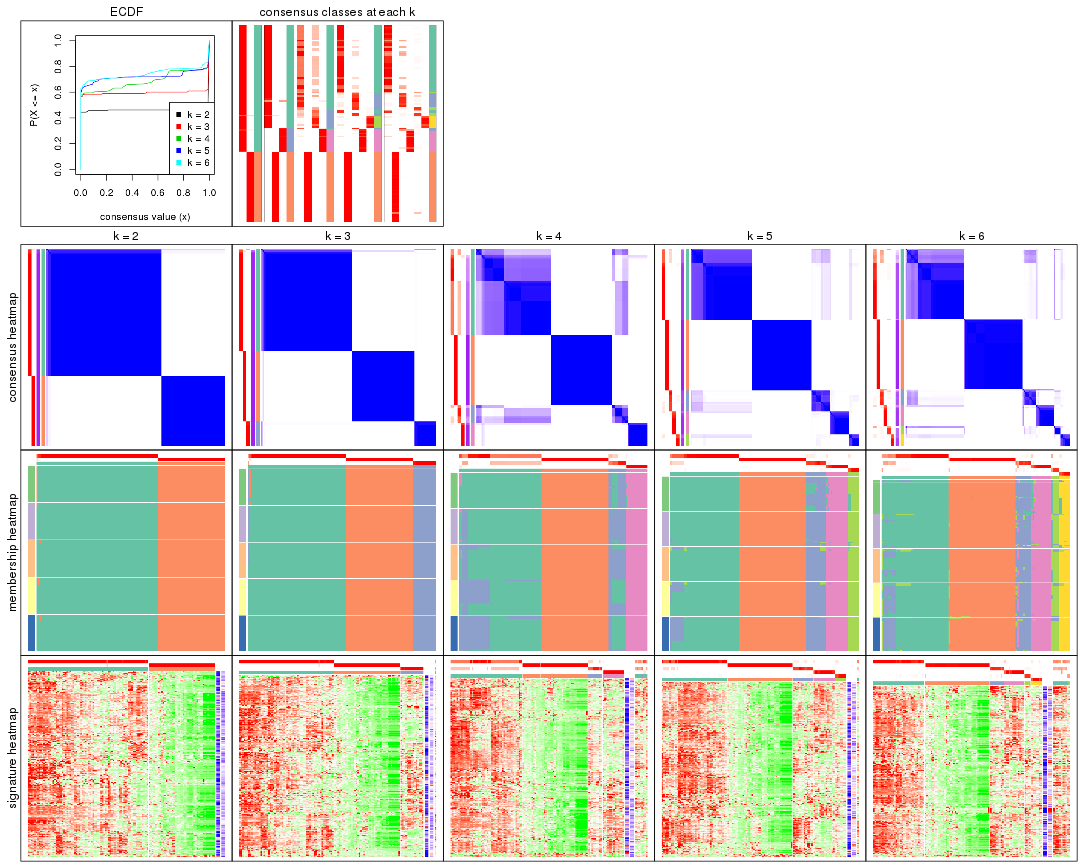 ECDF
consensus classes at each k
P(X <= x)
0.0 0.2 0.4 0.6 0.8 1.0
k = 2
k = 3
k = 4
k = 5
k = 6
0.0 0.2 0.4 0.6 0.8 1.0
consensus value (x)
k = 2
k = 3
k = 4
k = 5
k = 6
consensus heatmap
membership heatmap
signature heatmap